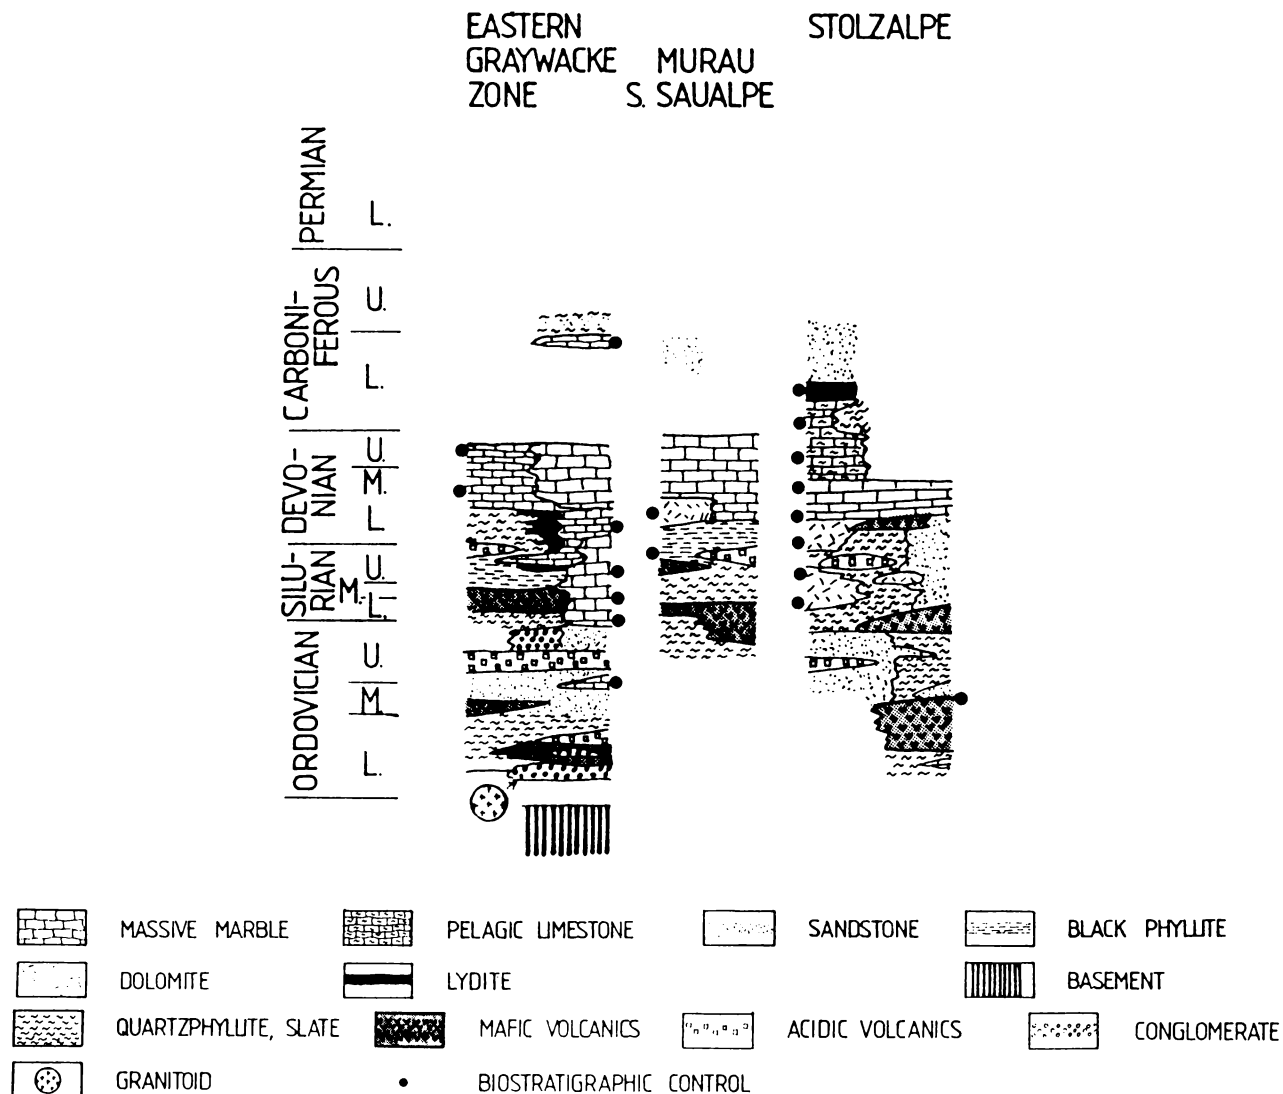 EASTERN
GRAYWACKE
ZONE
MURAU
S. SAUALPE
STOLZALPE
PERMIAN
L.
CARBONI-
FEROUS
U.
L.
DEVO-
NIAN
U.
M.
L.
SILU-
RIAN
U.
M.
L.
ORDOVICIAN
U.
M.
L.
MASSIVE MARBLE
PELAGIC LIMESTONE
SANDSTONE
BLACK PHYLLITE
DOLOMITE
LYDITE
BASEMENT
QUARTZPHYLLITE, SLATE
MAFIC VOLCANICS
ACIDIC VOLCANICS
CONGLOMERATE
GRANITOID
BIOSTRATIGRAPHIC CONTROL